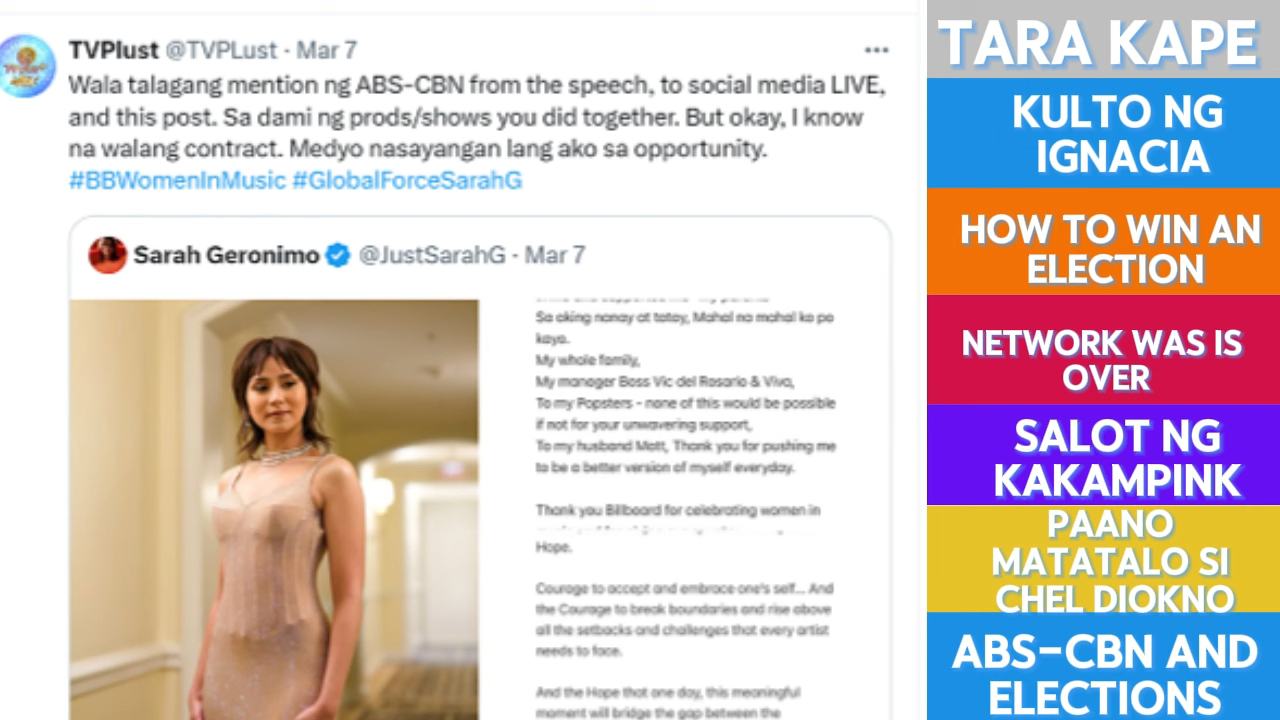 TVPlust @TVPLust · Mar 7
Wala talagang mention ng ABS-CBN from the speech, to social media LIVE,
and this post. Sa dami ng prods/shows you did together. But okay, I know
na walang contract. Medyo nasayangan lang ako sa opportunity.
#BBWomenInMusic #GlobalForceSarahG
Sarah Geronimo @JustSarahG · Mar 7
Sa aking nanay at tatay, Mahal na mahal ko po
kayo.
My whole family,
My manager Boss Vic del Rosario & Viva,
To my Popsters - none of this would be possible
if not for your unwavering support,
To my husband Matt, Thank you for pushing me
to be a better version of myself everyday.
Thank you Billboard for celebrating women in
Hope.
Courage to accept and embrace one's self... And
the Courage to break boundaries and rise above
all the setbacks and challenges that every artist
needs to face.
And the Hope that one day, this meaningful
moment will bridge the gap between the
TARA KAPE
KULTO NG
IGNACIA
HOW TO WIN AN
ELECTION
NETWORK WAS IS
OVER
SALOT NG
KAKAMPINK
PAANO
MATATALO SI
CHEL DIOKNO
ABS-CBN AND
ELECTIONS